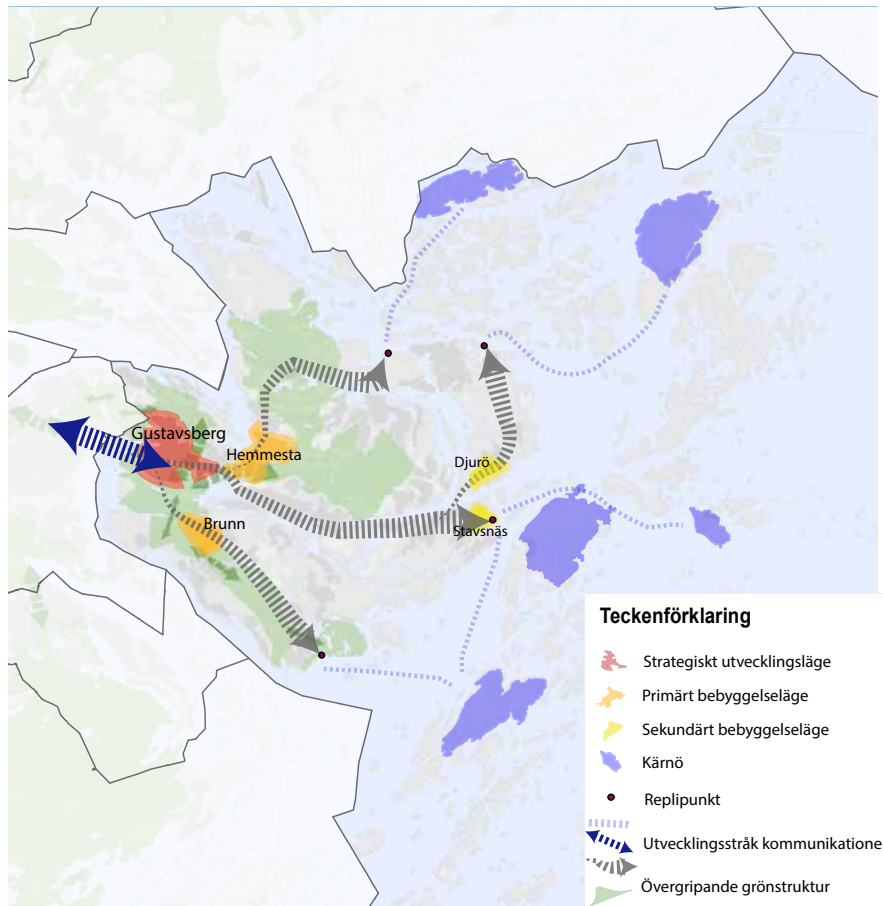 Gustavsberg
Hemmesta
Djurö
Brunn
Stavsnäs
Teckenförklaring
Strategiskt utvecklingsläge
Primärt bebyggelseläge
Sekundärt bebyggelseläge
Kärnö
Replipunkt
Utvecklingsstråk kommunikatione
Övergripande grönstruktur